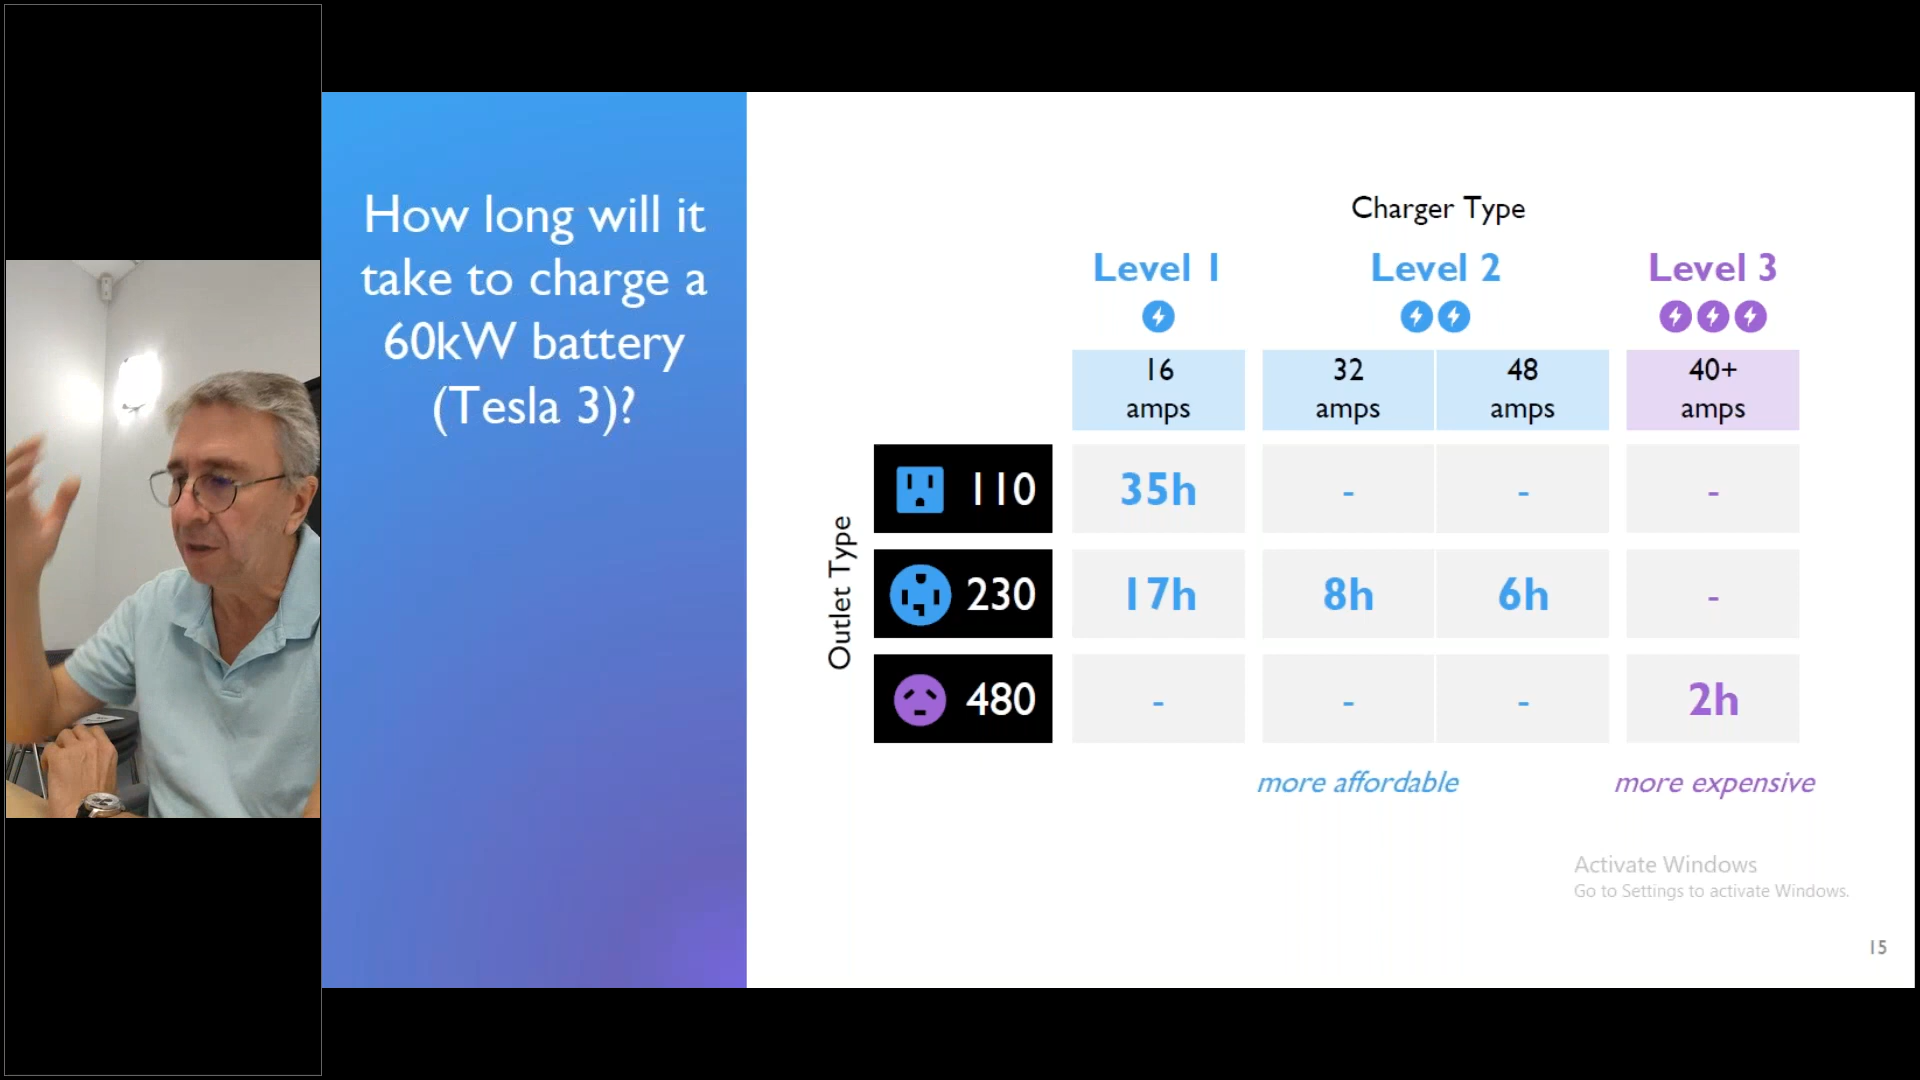 How long will it
take to charge a
60kW battery
(Tesla 3)?
Charger Type
Level 1
Level 2
Level 3
16
amps
32
amps
48
amps
40+
amps
Outlet Type
110
35h
-
-
-
230
17h
8h
6h
-
480
-
-
-
2h
more affordable
more expensive
Activate Windows
Go to Settings to activate Windows.
15